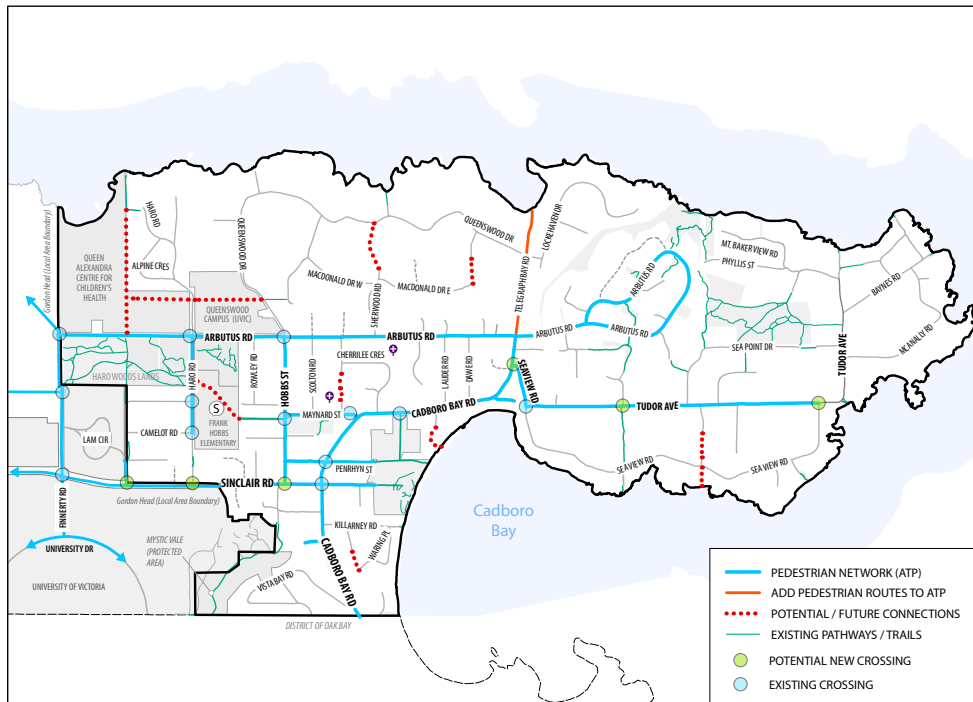 Gordon Head (Local Area Boundary)
QUEEN
ALEXANDRA
CENTRE FOR
CHILDREN'S
HEALTH
HARO RD
ALPINE CRES
QUEENSWOOD DR
QUEENSWOOD
CAMPUS (UVIC)
MACDONALD DR W
SHERWOOD RD
MACDONALD DR E
QUEENSWOOD DR
TELEGRAPH BAY RD
LOCKEHAVEN DR
ARBUTUS RD
MT. BAKER VIEW RD
PHYLLIS ST
BAYNES RD
MCANALLY RD
ARBUTUS RD
ARBUTUS RD
ARBUTUS RD
ARBUTUS RD
SEA POINT DR
TUDOR AVE
HARO WOODS LANDS
HARO RD
ROWLEY RD
HOBBS ST
SCOLTON RD
CHERRILEE CRES
LAUDER RD
DAWE RD
SEAVIEW RD
S
FRANK
HOBBS
ELEMENTARY
MAYNARD ST
CADBORO BAY RD
TUDOR AVE
LAM CIR
CAMELOT RD
PENRHYN ST
SINCLAIR RD
SEAVIEW RD
SEAVIEW RD
FINNERTY RD
Gordon Head (Local Area Boundary)
MYSTIC VALE
(PROTECTED
AREA)
KILLARNEY RD
WARING PL
CADBORO BAY RD
Cadboro
Bay
UNIVERSITY DR
UNIVERSITY OF VICTORIA
VISTA BAY RD
DISTRICT OF OAK BAY
PEDESTRIAN NETWORK (ATP)
ADD PEDESTRIAN ROUTES TO ATP
POTENTIAL / FUTURE CONNECTIONS
EXISTING PATHWAYS / TRAILS
POTENTIAL NEW CROSSING
EXISTING CROSSING